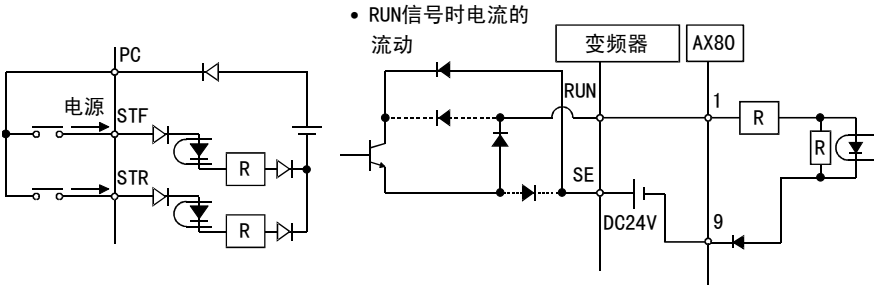 PC
电源
STF
R
STR
R
• RUN信号时电流的
流动
变频器
AX80
RUN
1
R
R
SE
DC24V
9